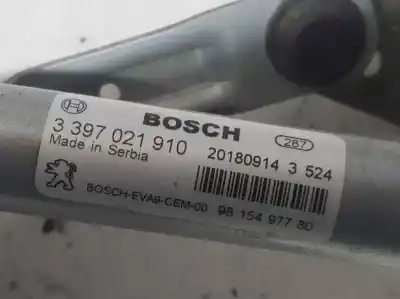 BOSCH
287
3 397 021 910
Made in Serbia
20180914 3 524
BOSCH-EVA9-CEM-00 98 154 977 80